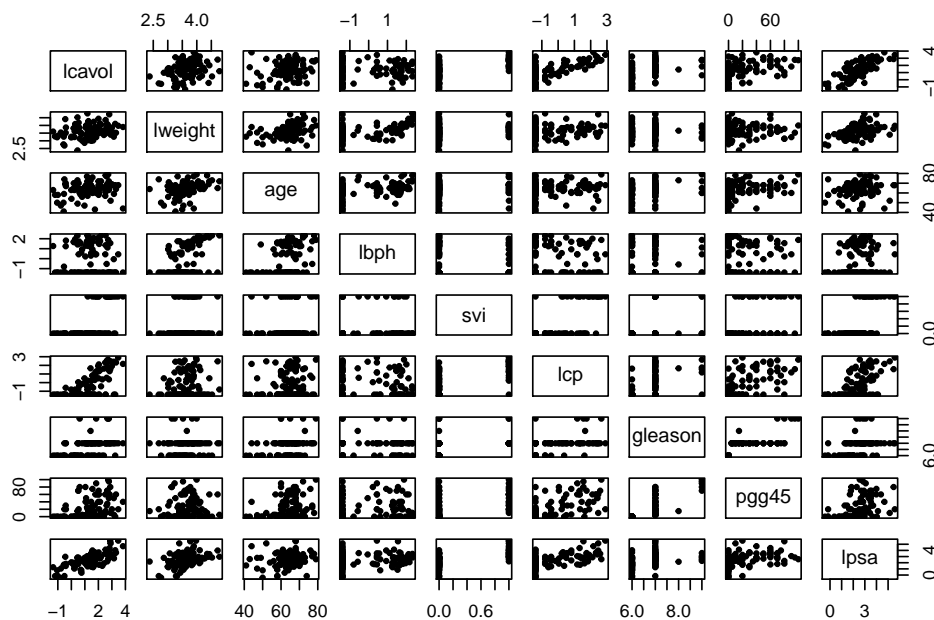 2.5 4.0 −1 1 −1 1 3 0 60
lcavol −1 4
2.5 lweight
age 40 80
−1 2 lbph
svi 0.0
−1 3 lcp
gleason 6.0
0 80 pgg45
lpsa 0 2 4
−1 2 4 40 60 80 0.0 0.6 6.0 8.0 0 3